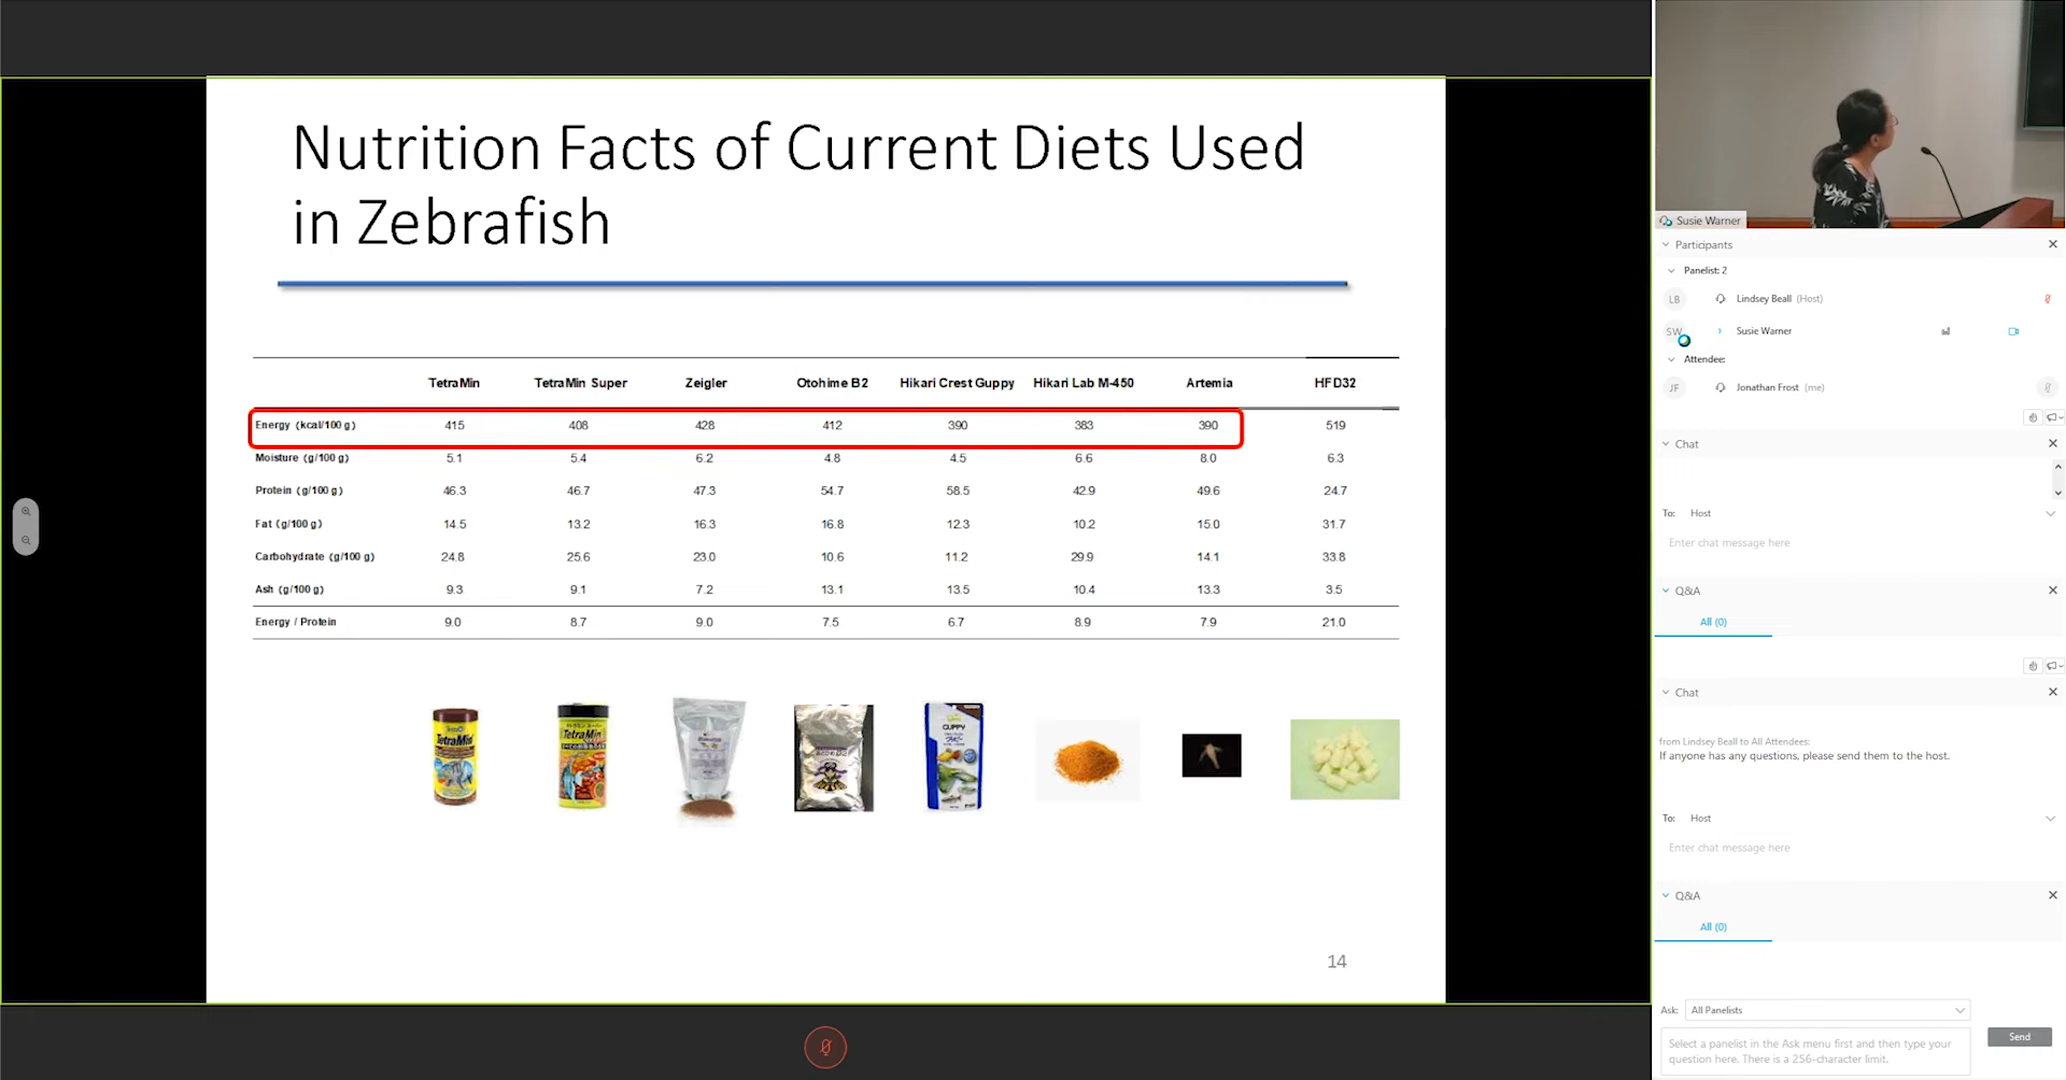 Nutrition Facts of Current Diets Used
in Zebrafish
TetraMin TetraMin Super Zeigler Otohime B2 Hikari Crest Guppy Hikari Lab M-450 Artemia HFD32
Energy (kcal/100 g) 415 408 428 412 390 383 390 519
Moisture (g/100 g) 5.1 5.4 6.2 4.8 4.5 6.6 8.0 6.3
Protein (g/100 g) 46.3 46.7 47.3 54.7 58.5 42.9 49.6 24.7
Fat (g/100 g) 14.5 13.2 16.3 16.8 12.3 10.2 15.0 31.7
Carbohydrate (g/100 g) 24.8 25.6 23.0 10.6 11.2 29.9 14.1 33.8
Ash (g/100 g) 9.3 9.1 7.2 13.1 13.5 10.4 13.3 3.5
Energy / Protein 9.0 8.7 9.0 7.5 6.7 8.9 7.9 21.0
TetraMin
TetraMin
GUPPY
14
Susie Warner
Participants
Panelist: 2
LB Lindsey Beall (Host)
SW Susie Warner
Attendee:
JF Jonathan Frost (me)
Chat
To: Host
Enter chat message here
Q&A
All (0)
Chat
from Lindsey Beall to All Attendees:
If anyone has any questions, please send them to the host.
To: Host
Enter chat message here
Q&A
All (0)
Ask: All Panelists
Select a panelist in the Ask menu first and then type your
question here. There is a 256-character limit.
Send